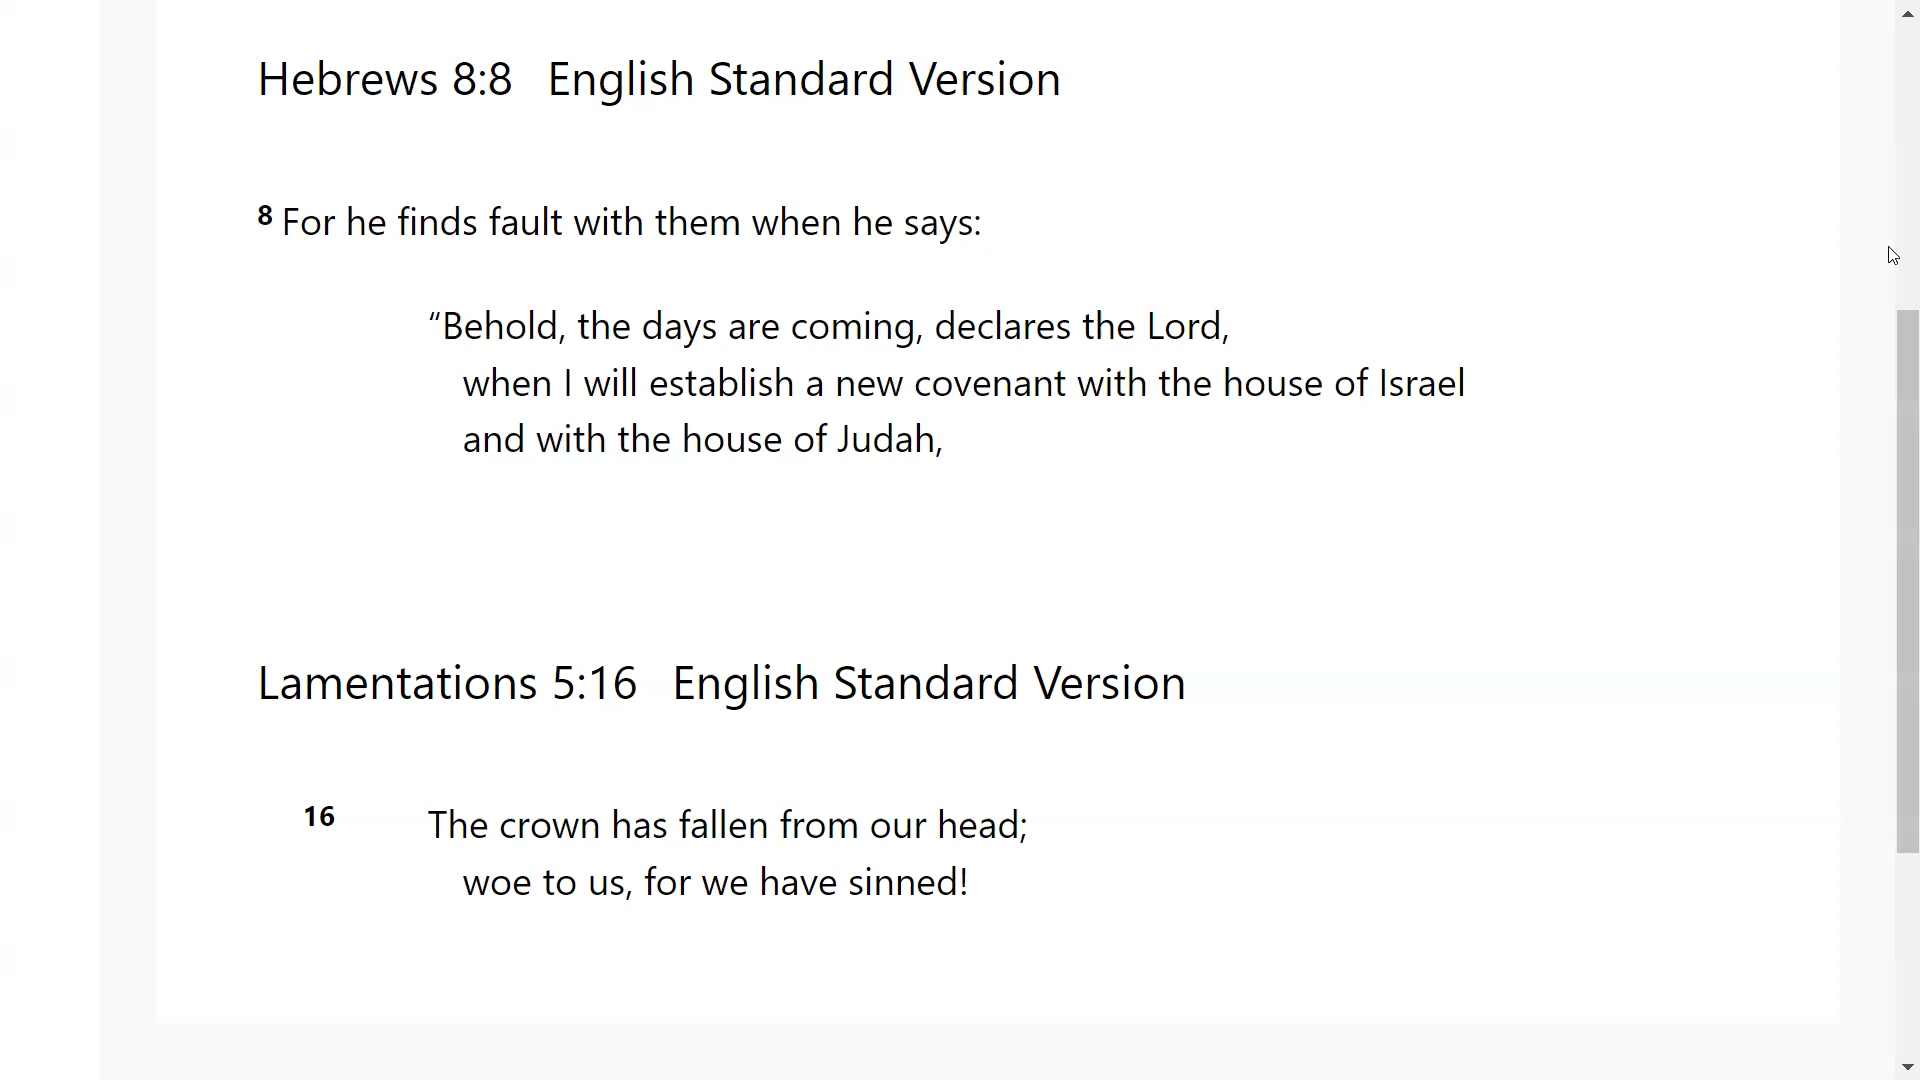 Hebrews 8:8 English Standard Version
8 For he finds fault with them when he says:
“Behold, the days are coming, declares the Lord,
when I will establish a new covenant with the house of Israel
and with the house of Judah,
Lamentations 5:16 English Standard Version
16 The crown has fallen from our head;
woe to us, for we have sinned!